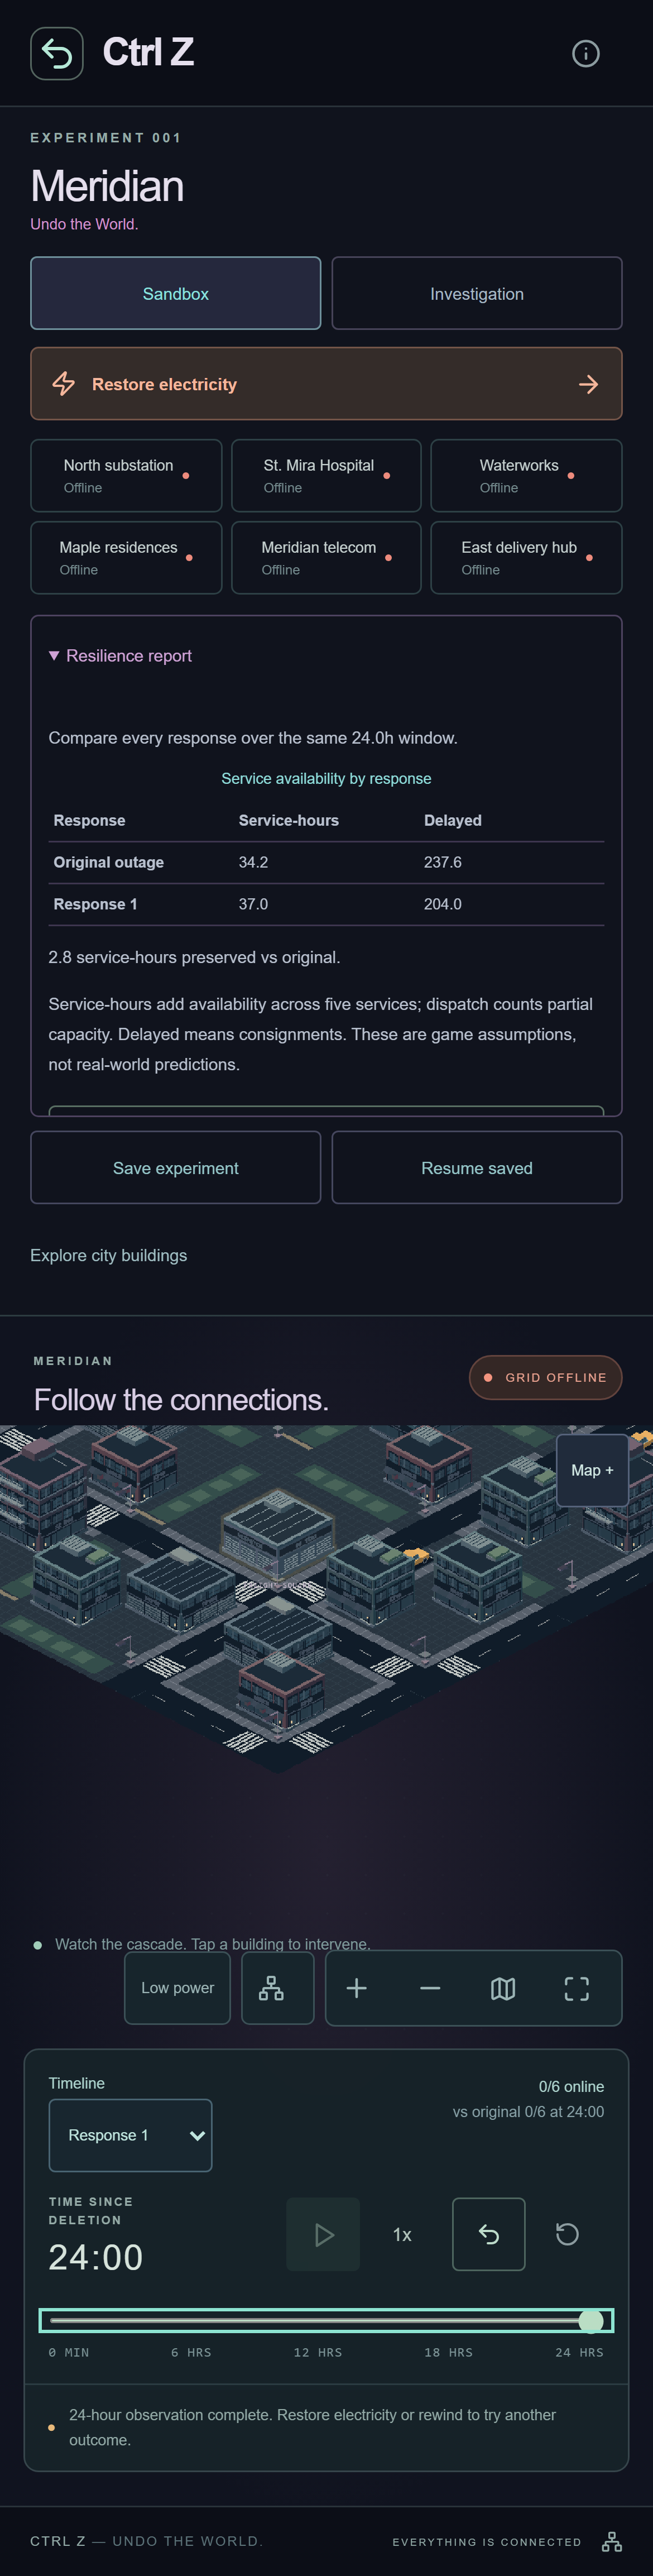 Ctrl Z
EXPERIMENT 001
Meridian
Undo the World.
Sandbox
Investigation
Restore electricity
North substation
Offline
St. Mira Hospital
Offline
Waterworks
Offline
Maple residences
Offline
Meridian telecom
Offline
East delivery hub
Offline
Resilience report
Compare every response over the same 24.0h window.
Service availability by response
Response Service-hours Delayed
Original outage 34.2 237.6
Response 1 37.0 204.0
2.8 service-hours preserved vs original.
Service-hours add availability across five services; dispatch counts partial
capacity. Delayed means consignments. These are game assumptions,
not real-world predictions.
Save experiment
Resume saved
Explore city buildings
MERIDIAN
Follow the connections.
GRID OFFLINE
Map +
Watch the cascade. Tap a building to intervene.
Low power
Timeline
Response 1
0/6 online
vs original 0/6 at 24:00
TIME SINCE
DELETION
24:00
1x
0 MIN 6 HRS 12 HRS 18 HRS 24 HRS
24-hour observation complete. Restore electricity or rewind to try another
outcome.
CTRL Z — UNDO THE WORLD.
EVERYTHING IS CONNECTED